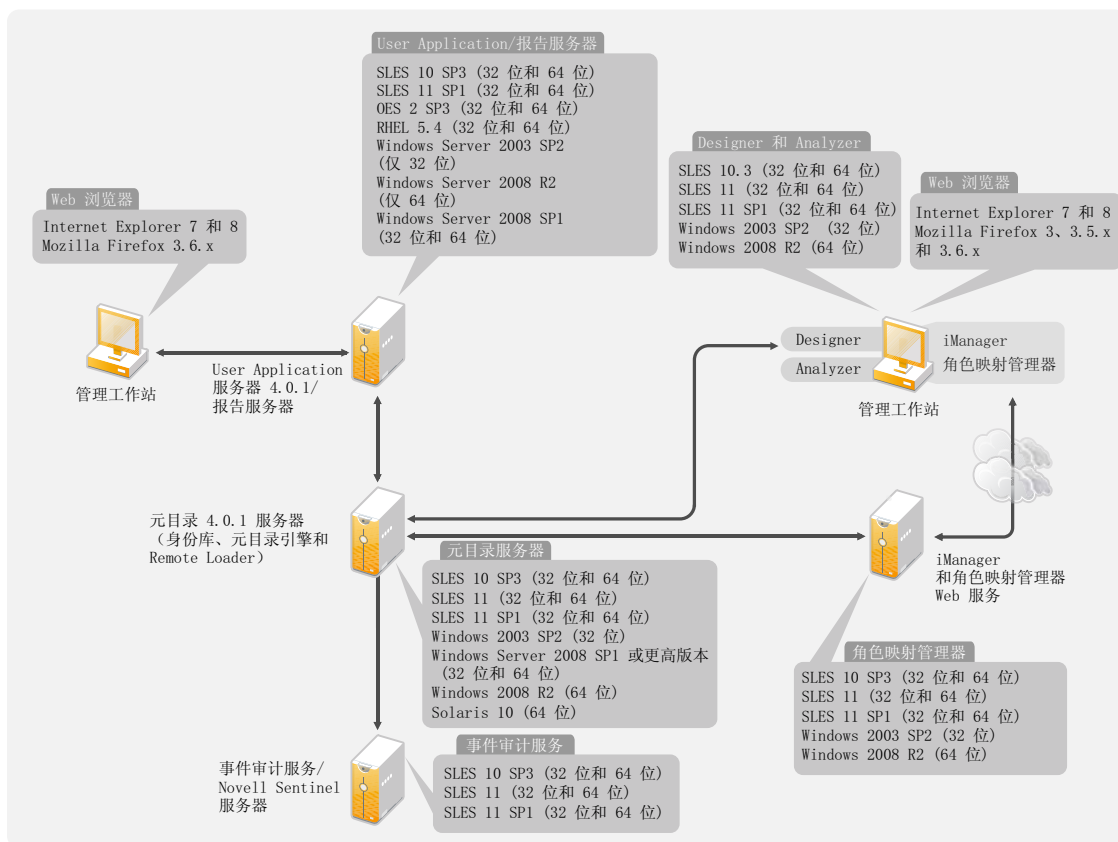 User Application/报告服务器
SLES 10 SP3 (32 位和 64 位)
SLES 11 SP1 (32 位和 64 位)
OES 2 SP3 (32 位和 64 位)
RHEL 5.4 (32 位和 64 位)
Windows Server 2003 SP2
(仅 32 位)
Windows Server 2008 R2
(仅 64 位)
Windows Server 2008 SP1
(32 位和 64 位)
Web 浏览器
Internet Explorer 7 和 8
Mozilla Firefox 3.6.x
Designer 和 Analyzer
SLES 10.3 (32 位和 64 位)
SLES 11 (32 位和 64 位)
SLES 11 SP1 (32 位和 64 位)
Windows 2003 SP2 (32 位)
Windows 2008 R2 (64 位)
Web 浏览器
Internet Explorer 7 和 8
Mozilla Firefox 3、3.5.x
和 3.6.x
管理工作站
User Application
服务器 4.0.1/
报告服务器
Designer
Analyzer
iManager
角色映射管理器
管理工作站
元目录 4.0.1 服务器
(身份库、元目录引擎和
Remote Loader)
元目录服务器
SLES 10 SP3 (32 位和 64 位)
SLES 11 (32 位和 64 位)
SLES 11 SP1 (32 位和 64 位)
Windows 2003 SP2 (32 位)
Windows Server 2008 SP1 或更高版本
(32 位和 64 位)
Windows 2008 R2 (64 位)
Solaris 10 (64 位)
iManager
和角色映射管理器
Web 服务
角色映射管理器
SLES 10 SP3 (32 位和 64 位)
SLES 11 (32 位和 64 位)
SLES 11 SP1 (32 位和 64 位)
Windows 2003 SP2 (32 位)
Windows 2008 R2 (64 位)
事件审计服务/
Novell Sentinel
服务器
事件审计服务
SLES 10 SP3 (32 位和 64 位)
SLES 11 (32 位和 64 位)
SLES 11 SP1 (32 位和 64 位)